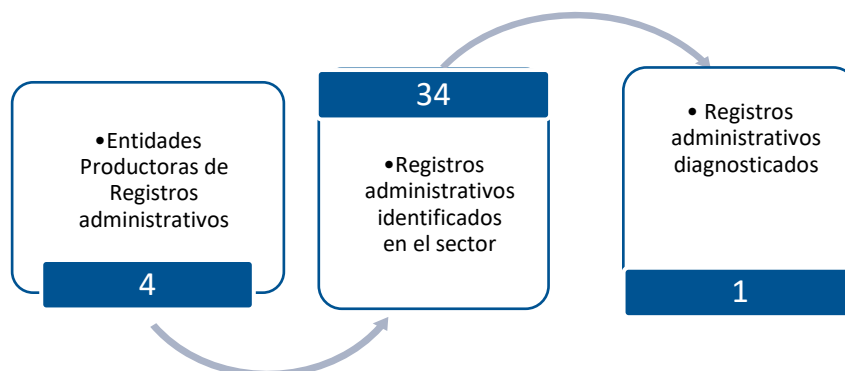 •Entidades
Productoras de
Registros
administrativos
4
34
•Registros
administrativos
identificados
en el sector
• Registros
administrativos
diagnosticados
1